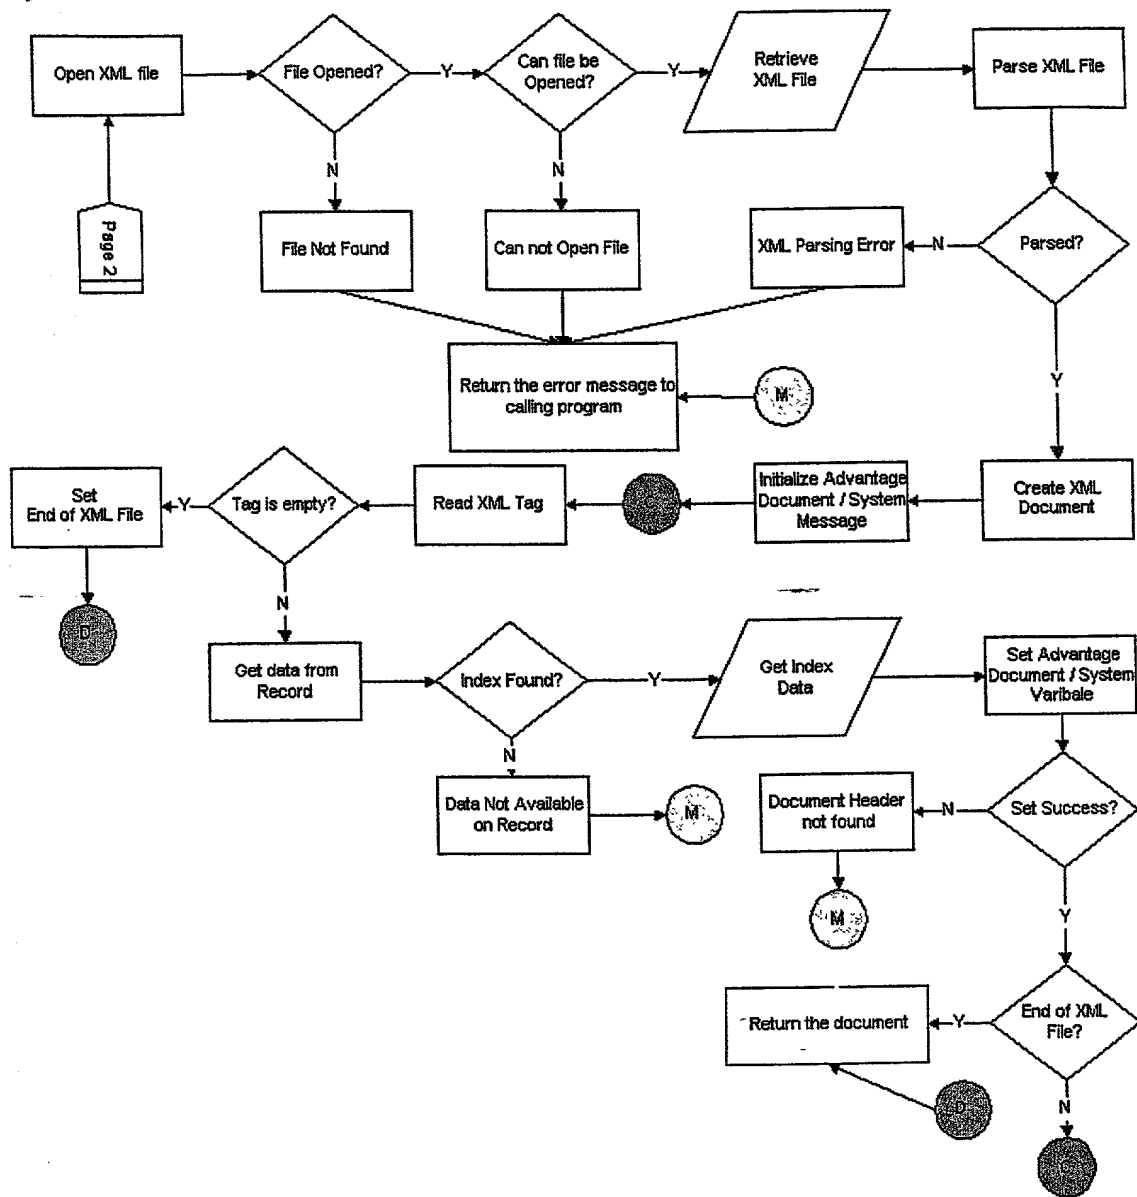 Open XML file
File Opened?
Y
Can file be
Opened?
Y
Retrieve
XML File
Parse XML File
N
N
Page 2
File Not Found
Can not Open File
XML Parsing Error
N
Parsed?
Return the error message to
calling program
M
Y
Set
End of XML File
Y
Tag is empty?
Read XML Tag
Initialize Advantage
Document / System
Message
Create XML
Document
D
N
Get data from
Record
Index Found?
Y
Get Index
Data
Set Advantage
Document / System
Varibale
N
Data Not Available
on Record
M
Document Header
not found
N
Set Success?
M
Y
Return the document
Y
End of XML
File?
D
N